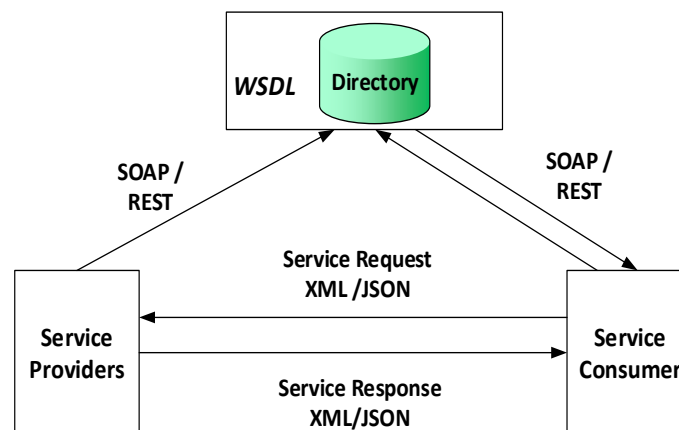 WSDL
Directory
SOAP /
REST
SOAP /
REST
Service Request
XML /JSON
Service
Providers
Service
Consumer
Service Response
XML/JSON